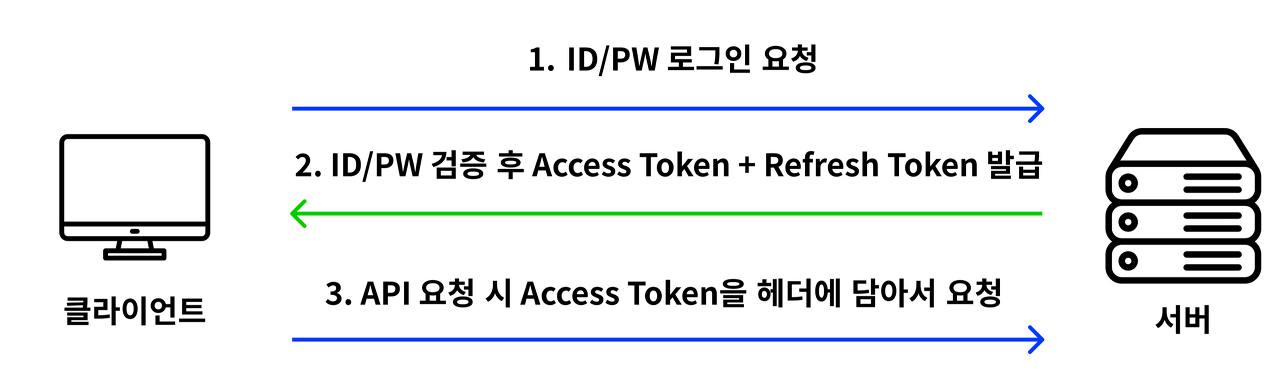 1. ID/PW 로그인 요청
2. ID/PW 검증 후 Access Token + Refresh Token 발급
3. API 요청 시 Access Token을 헤더에 담아서 요청
클라이언트
서버